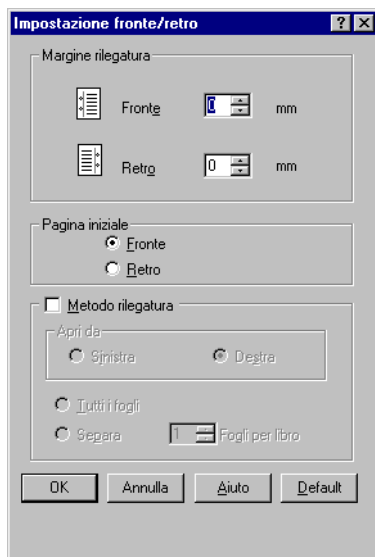 Impostazione fronte/retro
Margine rilegatura
Fronte 0 mm
Retro 0 mm
Pagina iniziale
Fronte
Retro
Metodo rilegatura
Apri da
Sinistra Destra
Tutti i fogli
Separa 1 Fogli per libro
OK Annulla Aiuto Default